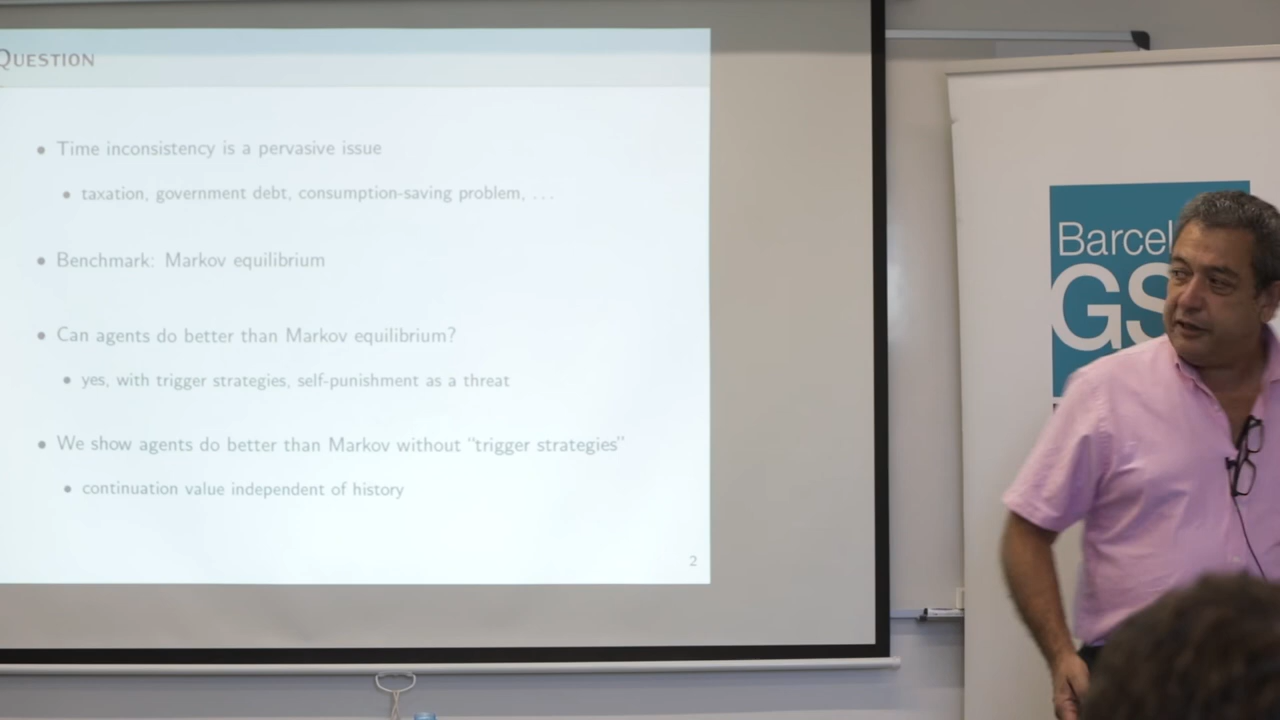 QUESTION
• Time inconsistency is a pervasive issue
• taxation, government debt, consumption-saving problem, ...
• Benchmark: Markov equilibrium
• Can agents do better than Markov equilibrium?
• yes, with trigger strategies, self-punishment as a threat
• We show agents do better than Markov without “trigger strategies”
• continuation value independent of history
2
Barcel
GS